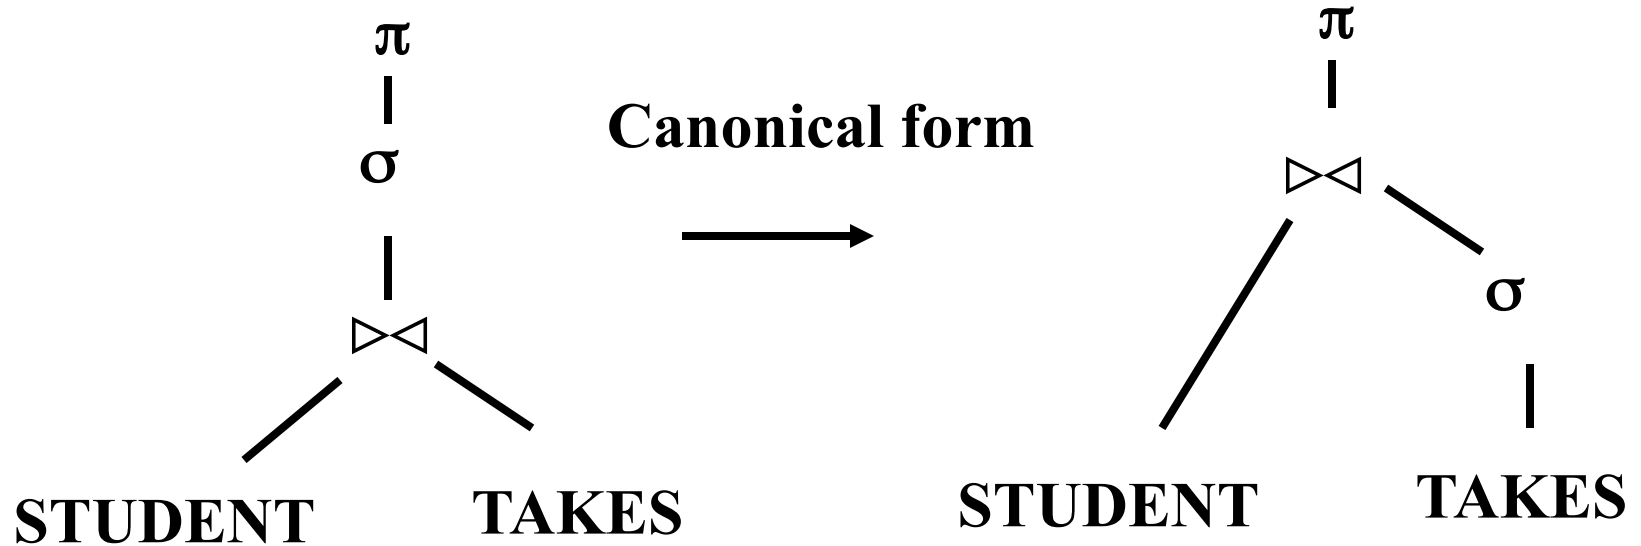 π
σ
⋈
STUDENT
TAKES
Canonical form
π
⋈
σ
STUDENT
TAKES